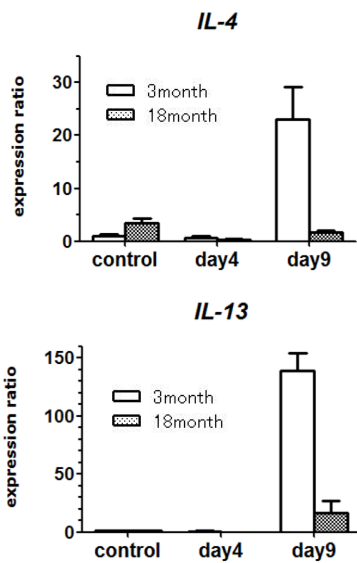 IL-4
expression ratio
30
20
10
0
3month
18month
control day4 day9
IL-13
expression ratio
150
100
50
0
3month
18month
control day4 day9